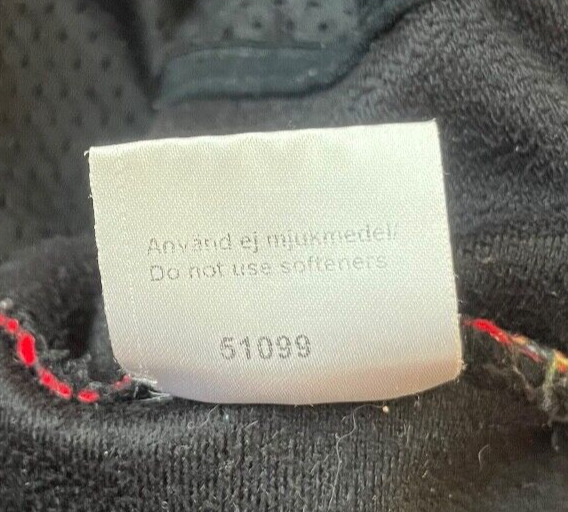 Använd ej mjukmedel/
Do not use softeners
51099